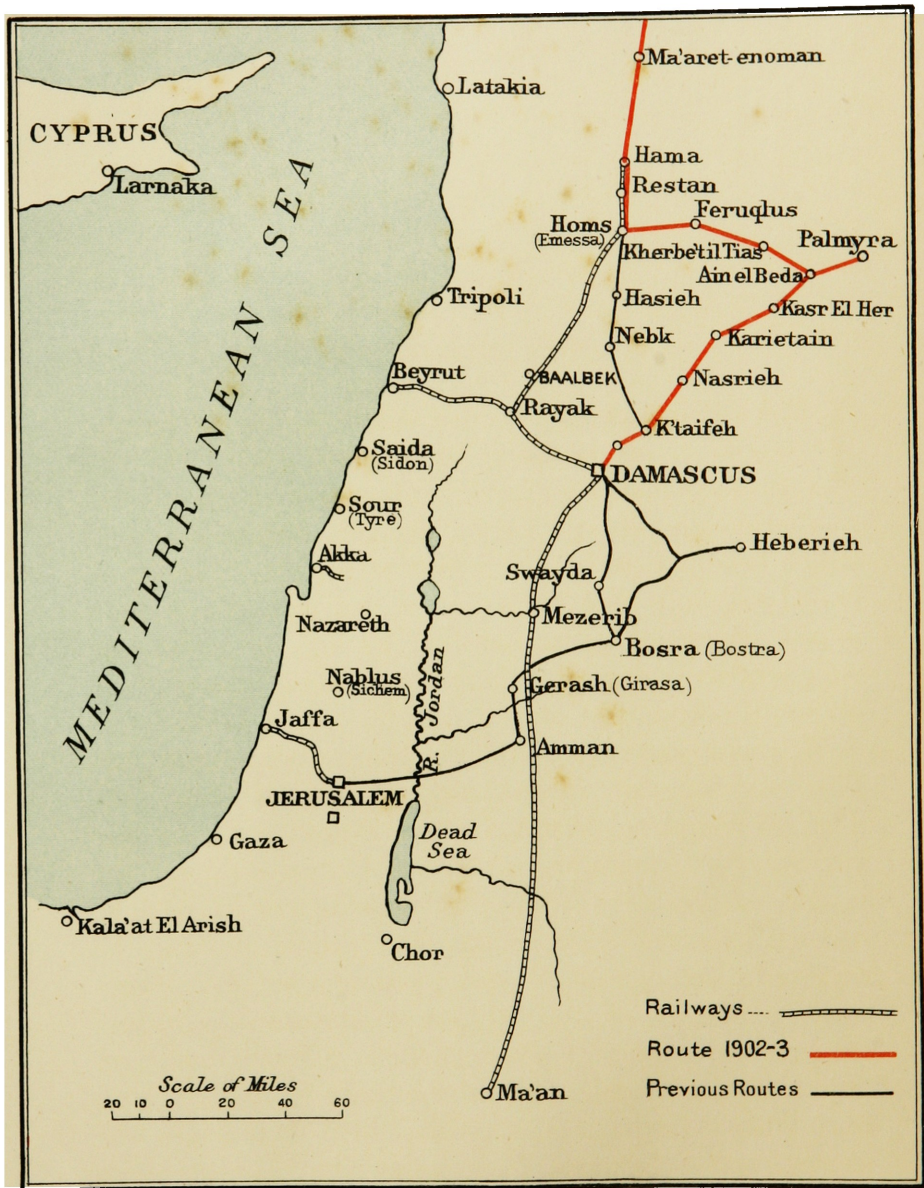 Ma'aret-enoman
Latakia
CYPRUS
Larnaka
MEDITERRANEAN SEA
Hama
Restan
Feruqlus
Homs
(Emessa)
Kherbe'til Tias
Palmyra
Ain el Beda
Tripoli
Hasieh
Kasr El Her
Nebk
Karietain
Beyrut
BAALBEK
Nasrieh
Rayak
K'taifeh
Saida
(Sidon)
DAMASCUS
Sour
(Tyre)
Akka
Heberieh
Swayda
Nazareth
Mezerib
Bosra (Bostra)
Nablus
(Sichem)
Gerash (Girasa)
R. Jordan
Jaffa
Amman
JERUSALEM
Gaza
Dead
Sea
Kala'at El Arish
Chor
Railways
Route 1902-3
Previous Routes
Ma'an
Scale of Miles
20 10 0 20 40 60